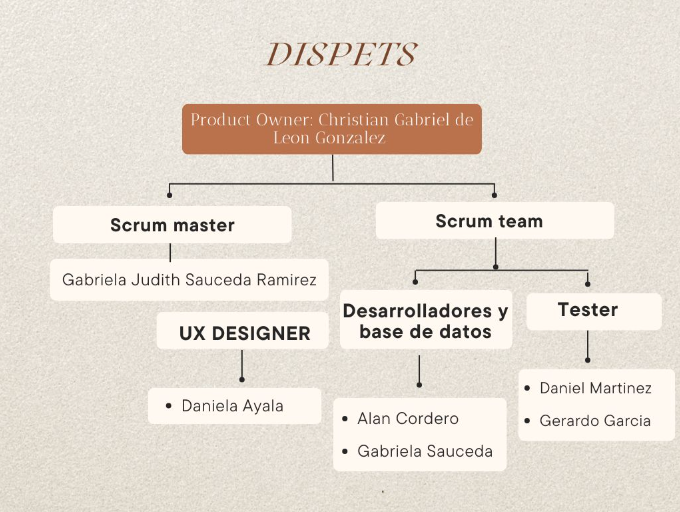 DISPETS
Product Owner: Christian Gabriel de
Leon Gonzalez
Scrum master
Scrum team
Gabriela Judith Sauceda Ramirez
UX DESIGNER
Desarrolladores y
base de datos
Tester
• Daniela Ayala
• Alan Cordero
• Gabriela Sauceda
• Daniel Martinez
• Gerardo Garcia